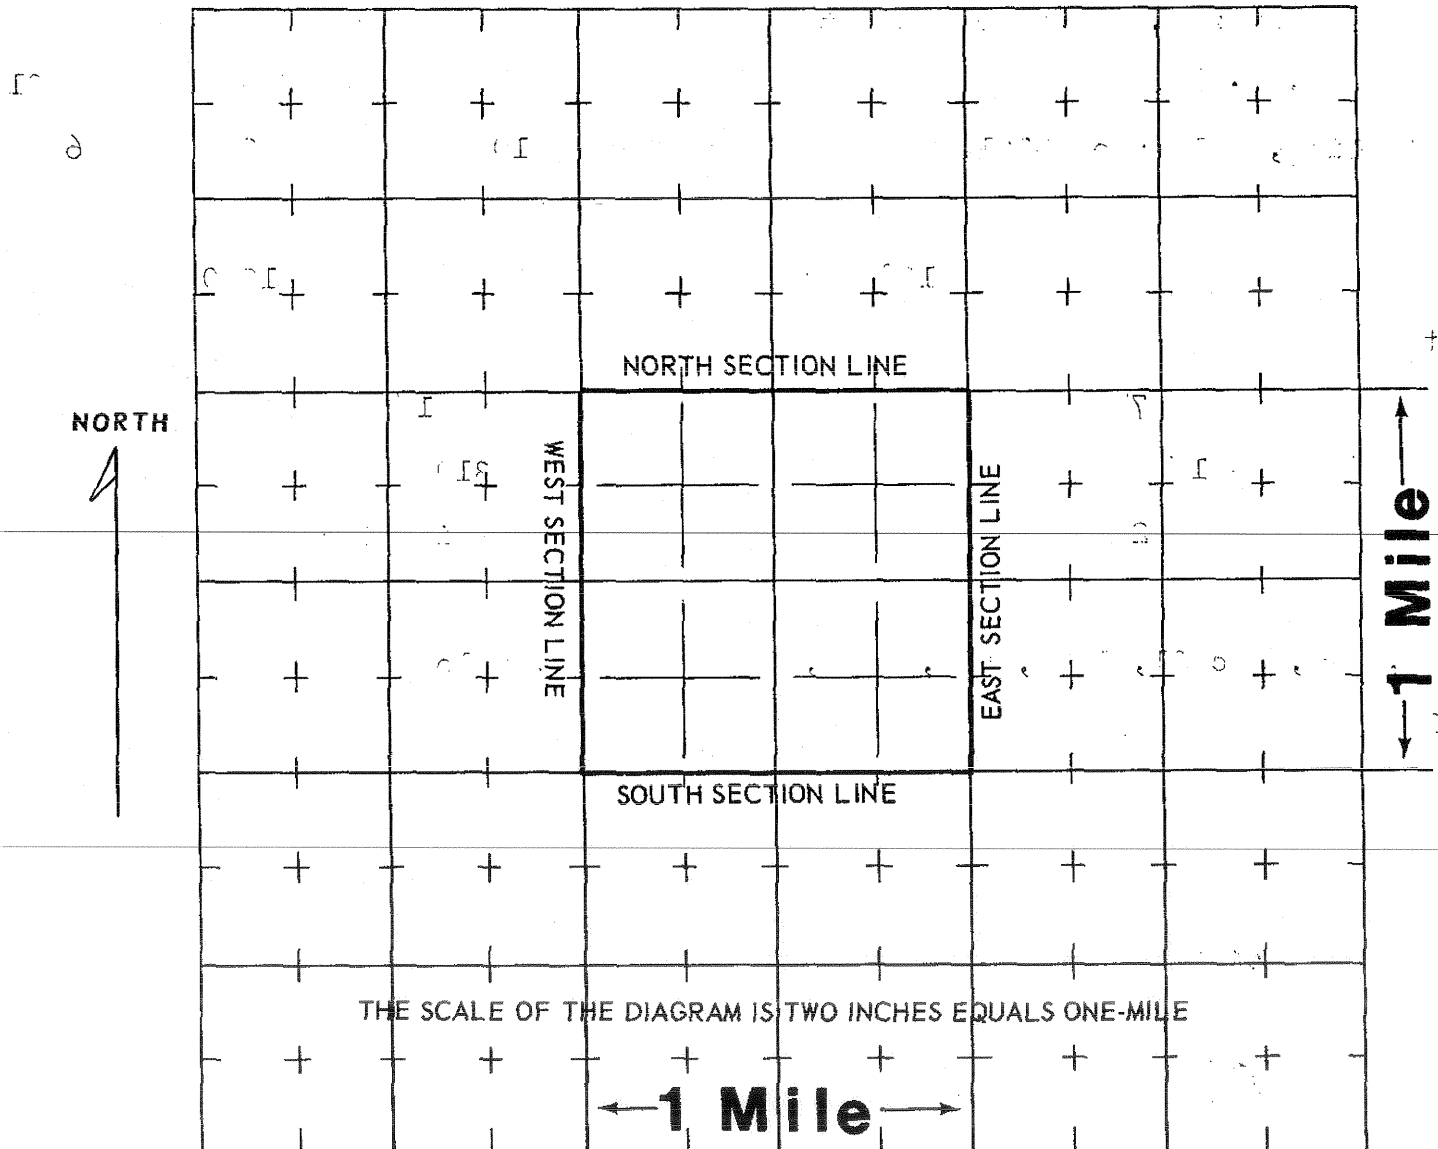 NORTH SECTION LINE
NORTH
WEST SECTION LINE
EAST SECTION LINE
1 Mile
SOUTH SECTION LINE
THE SCALE OF THE DIAGRAM IS TWO INCHES EQUALS ONE-MILE
1 Mile